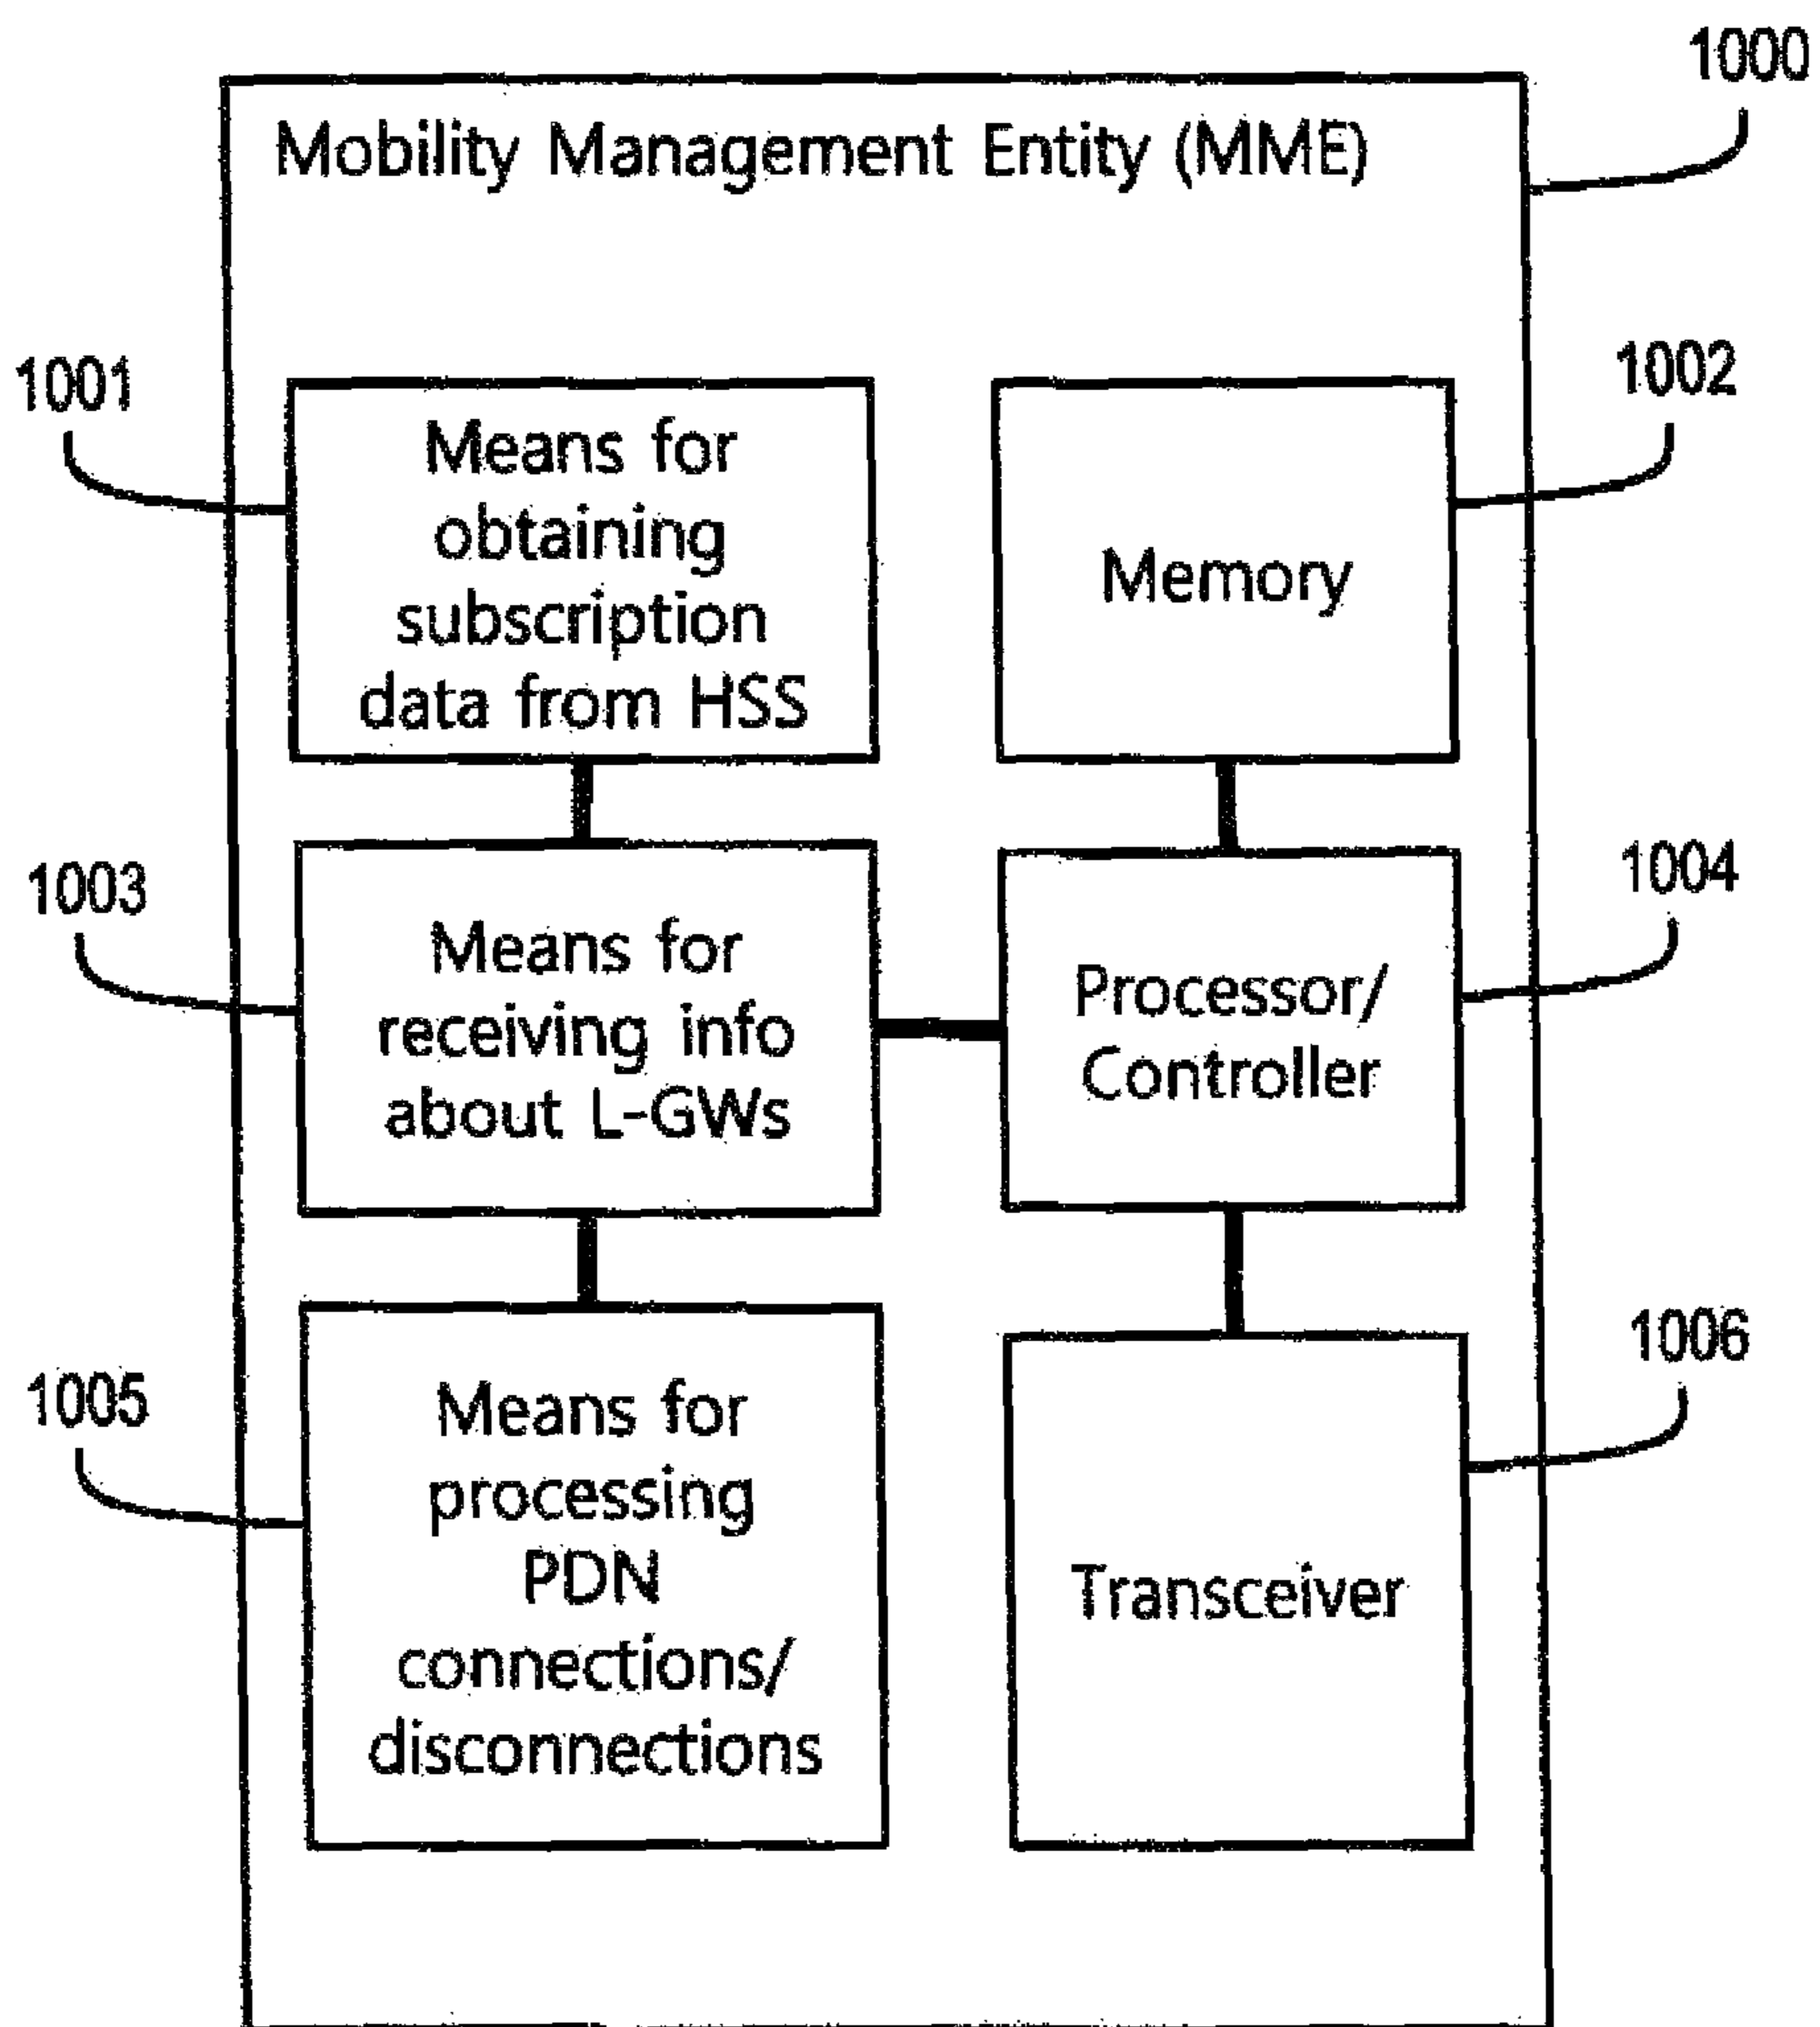 1000
Mobility Management Entity (MME)
1001
Means for
obtaining
subscription
data from HSS
1002
Memory
1003
Means for
receiving info
about L-GWs
1004
Processor/
Controller
1005
Means for
processing
PDN
connections/
disconnections
1006
Transceiver